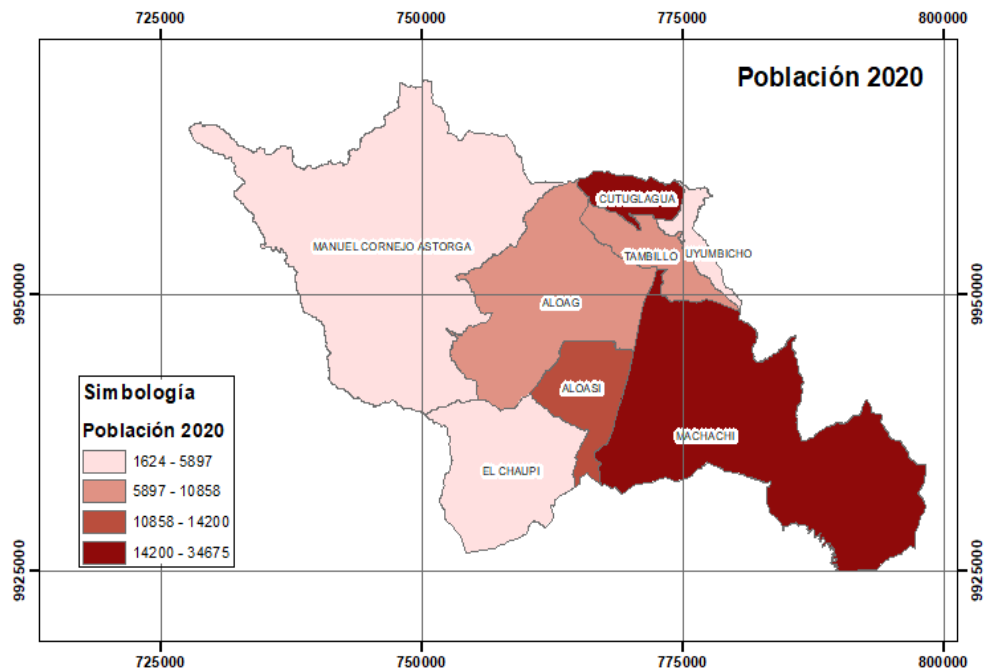 725000 750000 775000 800000
Población 2020
CUTUGLAGUA
MANUEL CORNEJO ASTORGA
TAMBILLO
UYUMBICHO
9950000 9950000
ALOAG
ALOASI
MACHACHI
EL CHAUPI
Simbología
Población 2020
1624 - 5897
5897 - 10858
10858 - 14200
14200 - 34675
9925000 9925000
725000 750000 775000 800000